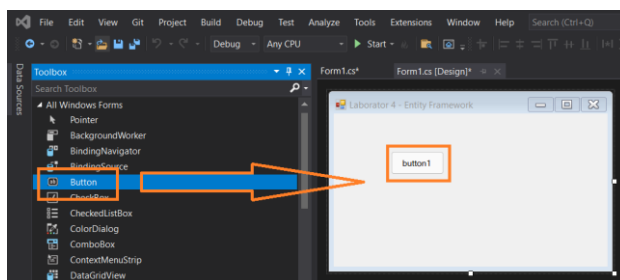 File Edit View Git Project Build Debug Test Analyze Tools Extensions Window Help Search (Ctrl+Q)
Debug Any CPU Start
Data Sources
Toolbox
Form1.cs* Form1.cs [Design]*
Search Toolbox
All Windows Forms
Laborator 4 - Entity Framework
Pointer
BackgroundWorker
BindingNavigator
BindingSource
button1
Button
CheckBox
CheckedListBox
ColorDialog
ComboBox
ContextMenuStrip
DataGridView